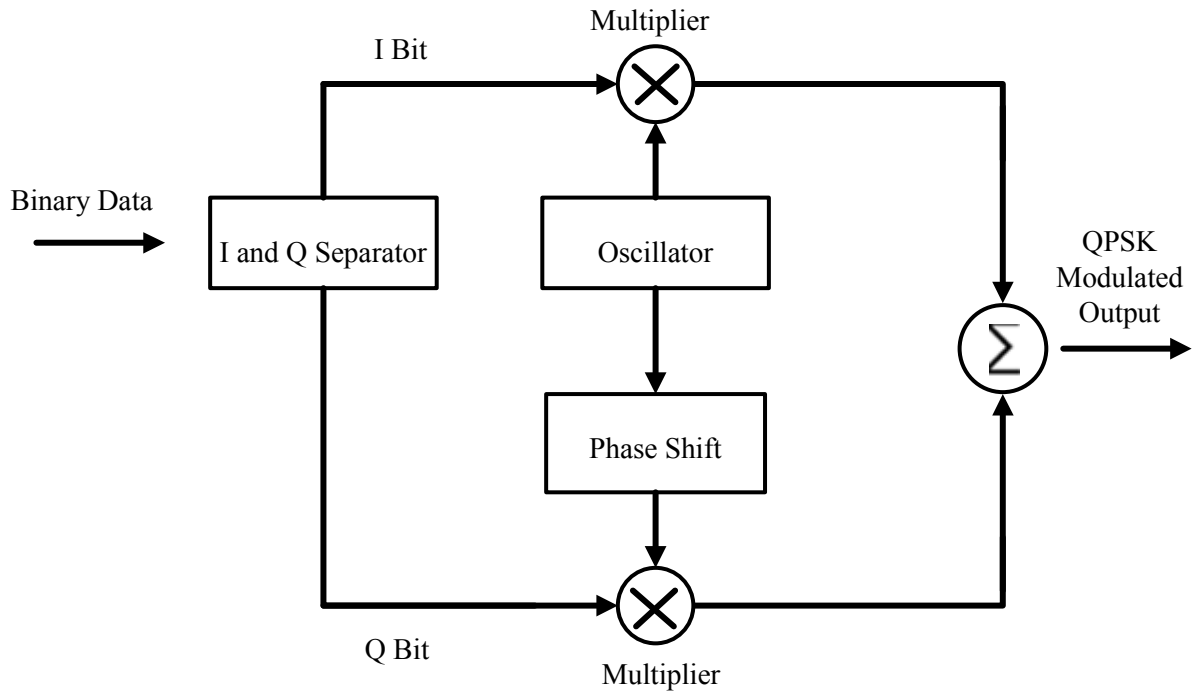 Multiplier
I Bit
Binary Data
I and Q Separator
Oscillator
QPSK
Modulated
Output
Σ
Phase Shift
Q Bit
Multiplier